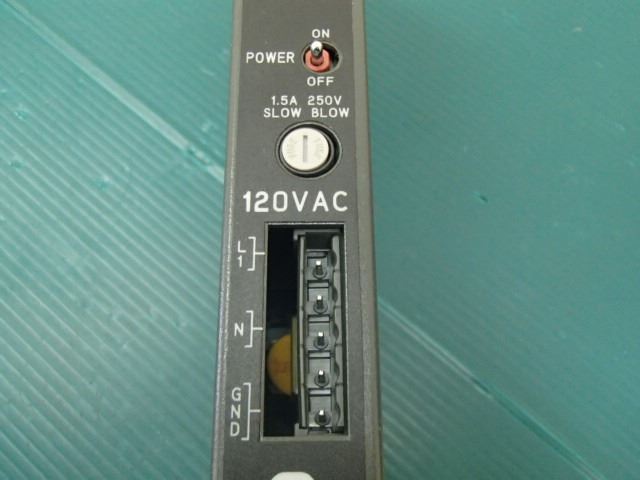 ON
POWER
OFF
1.5A 250V
SLOW BLOW
120VAC
L1
N
GND